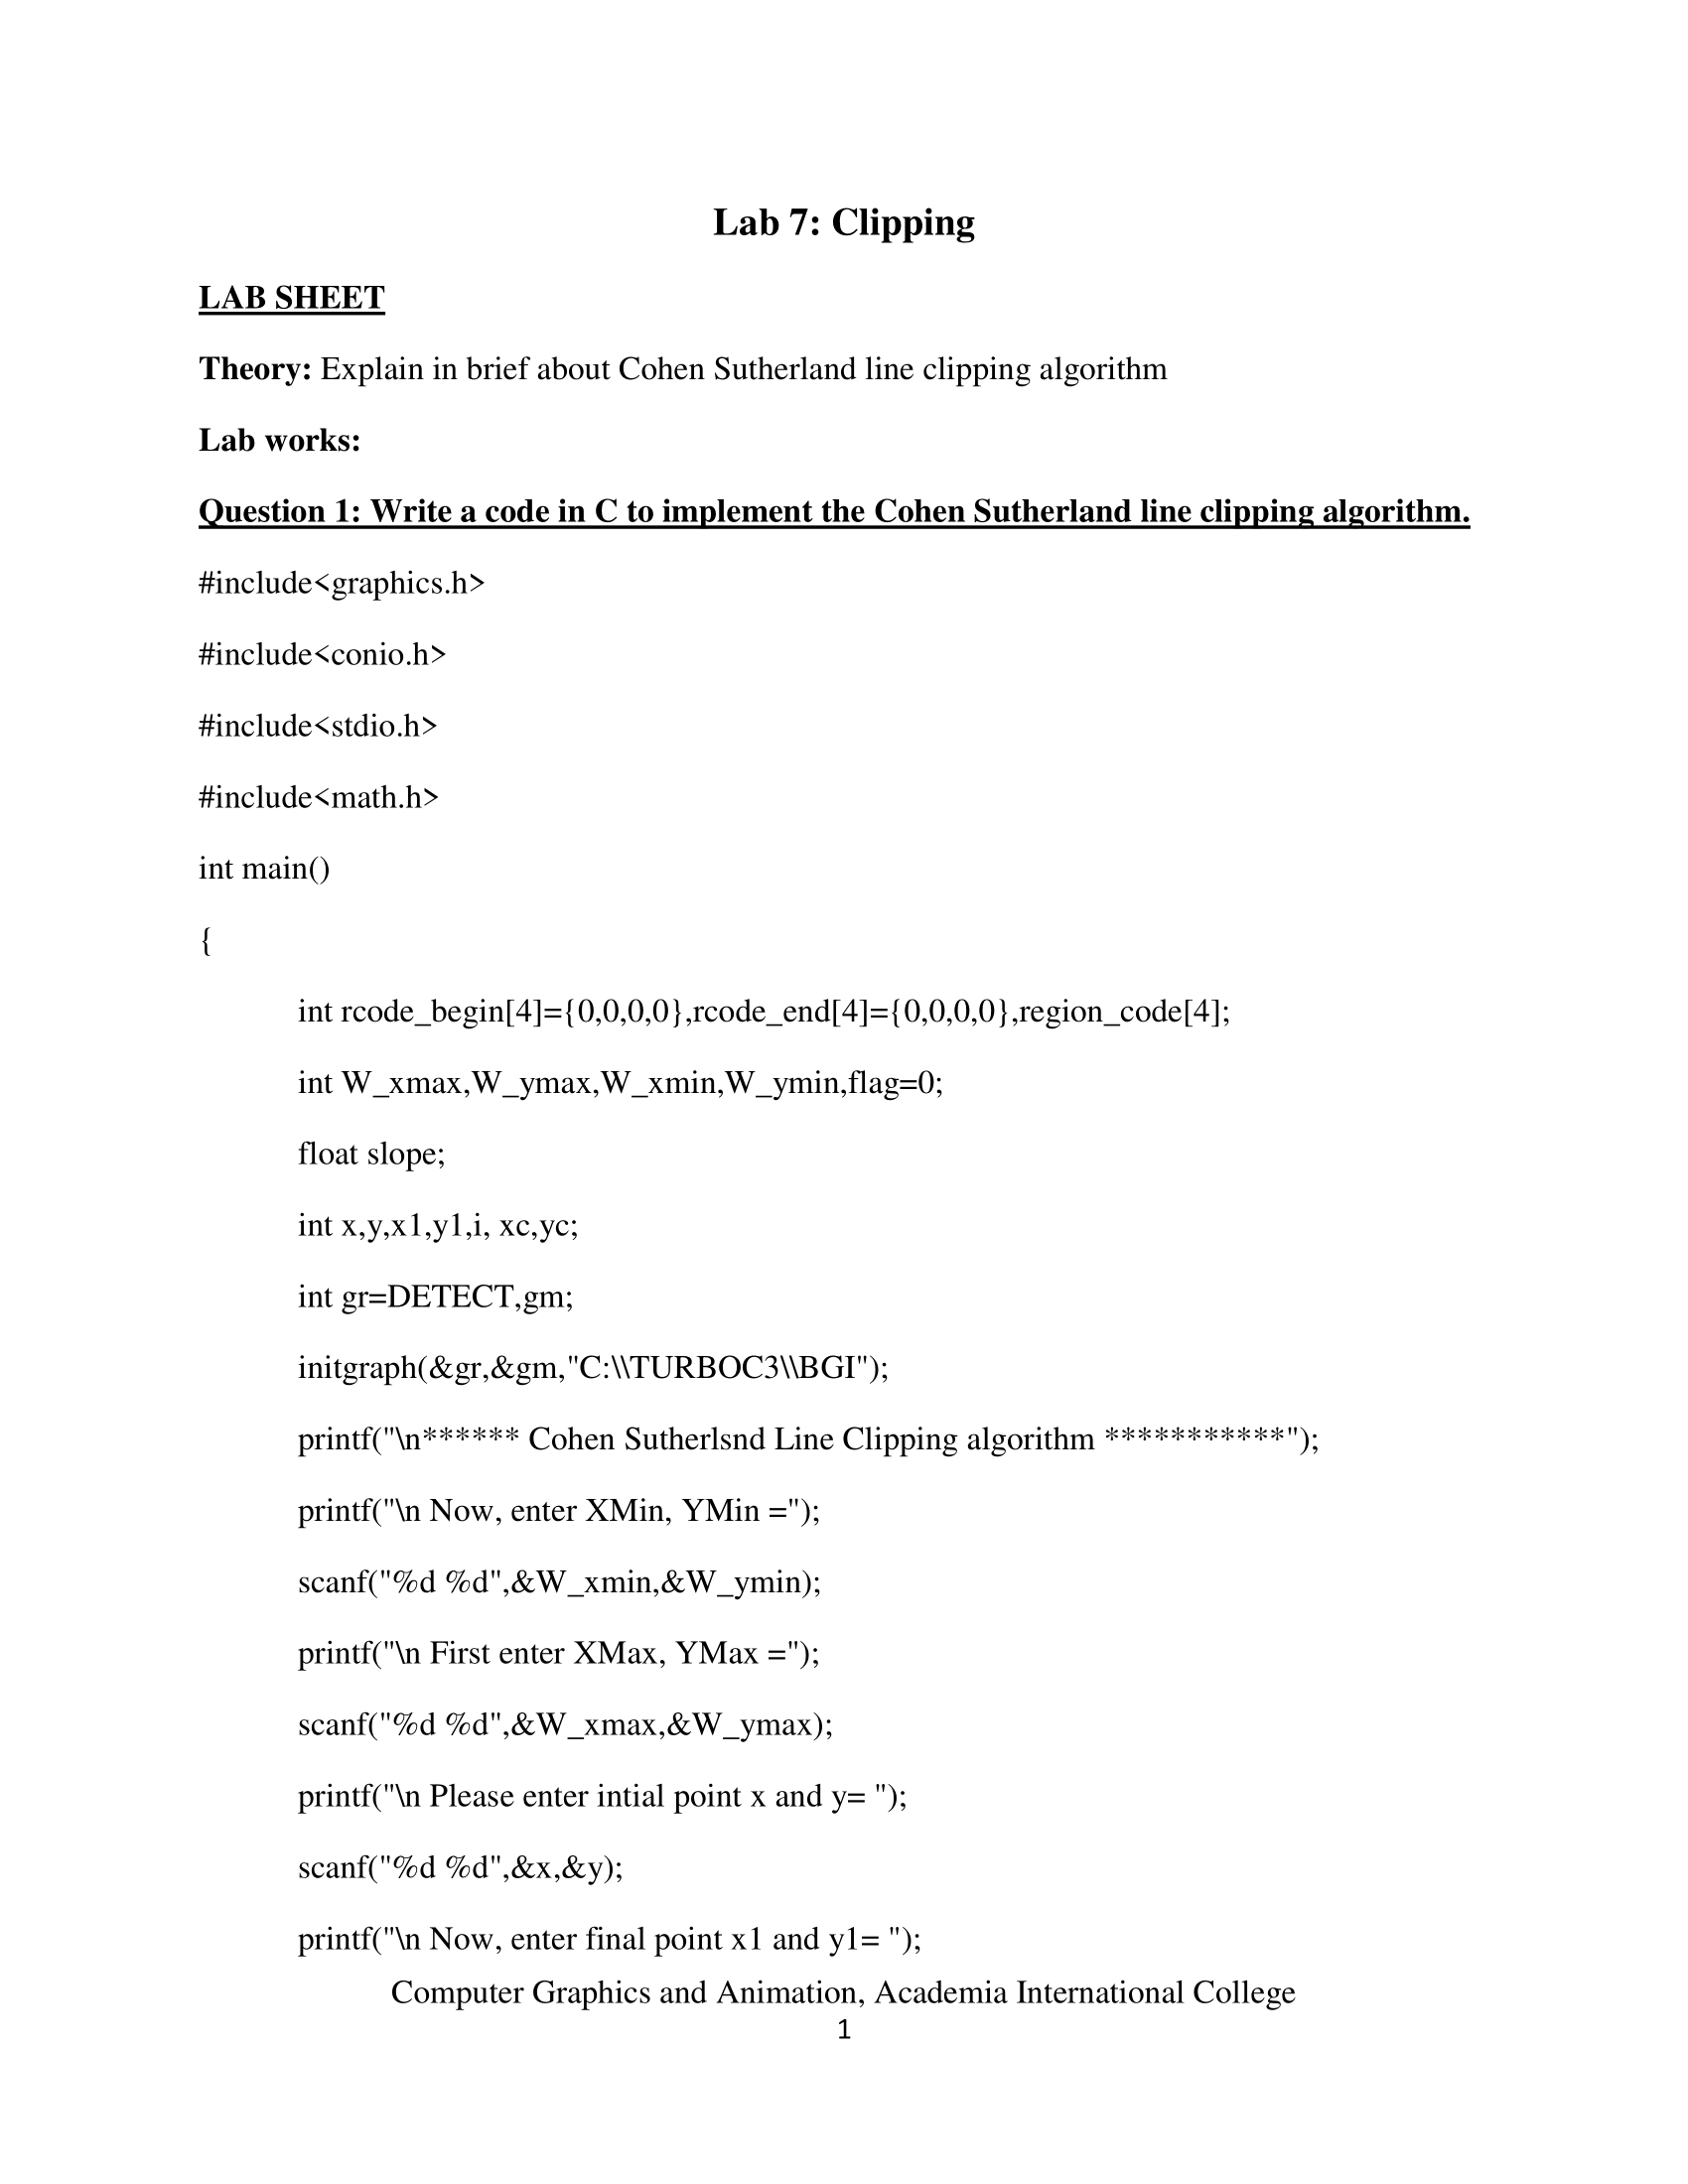 Lab 7: Clipping
LAB SHEET
Theory: Explain in brief about Cohen Sutherland line clipping algorithm
Lab works:
Question 1: Write a code in C to implement the Cohen Sutherland line clipping algorithm.
#include<graphics.h>
#include<conio.h>
#include<stdio.h>
#include<math.h>
int main()
{
int rcode_begin[4]={0,0,0,0},rcode_end[4]={0,0,0,0},region_code[4];
int W_xmax,W_ymax,W_xmin,W_ymin,flag=0;
float slope;
int x,y,x1,y1,i, xc,yc;
int gr=DETECT,gm;
initgraph(&gr,&gm,"C:\\TURBOC3\\BGI");
printf("\n****** Cohen Sutherlsnd Line Clipping algorithm ***********");
printf("\n Now, enter XMin, YMin =");
scanf("%d %d",&W_xmin,&W_ymin);
printf("\n First enter XMax, YMax =");
scanf("%d %d",&W_xmax,&W_ymax);
printf("\n Please enter intial point x and y= ");
scanf("%d %d",&x,&y);
printf("\n Now, enter final point x1 and y1= ");
Computer Graphics and Animation, Academia International College
1